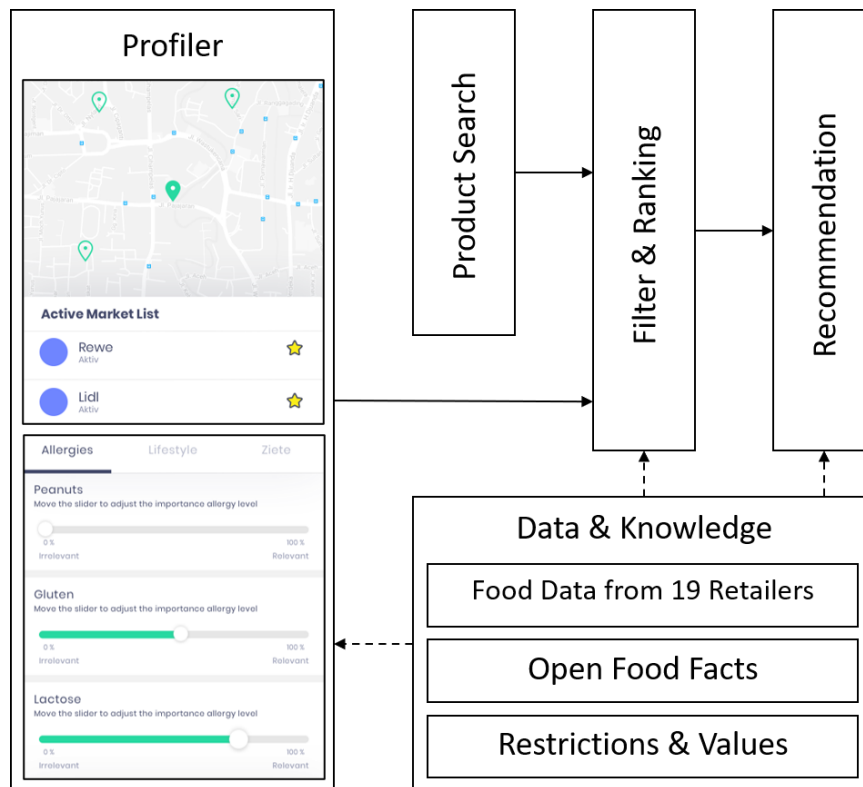 Profiler
Active Market List
Rewe
Aktiv
Lidl
Aktiv
Allergies Lifestyle Ziete
Peanuts
Move the slider to adjust the importance allergy level
0 % 100 %
Irrelevant Relevant
Gluten
Move the slider to adjust the importance allergy level
0 % 100 %
Irrelevant Relevant
Lactose
Move the slider to adjust the importance allergy level
0 % 100 %
Irrelevant Relevant
Product Search
Filter & Ranking
Recommendation
Data & Knowledge
Food Data from 19 Retailers
Open Food Facts
Restrictions & Values